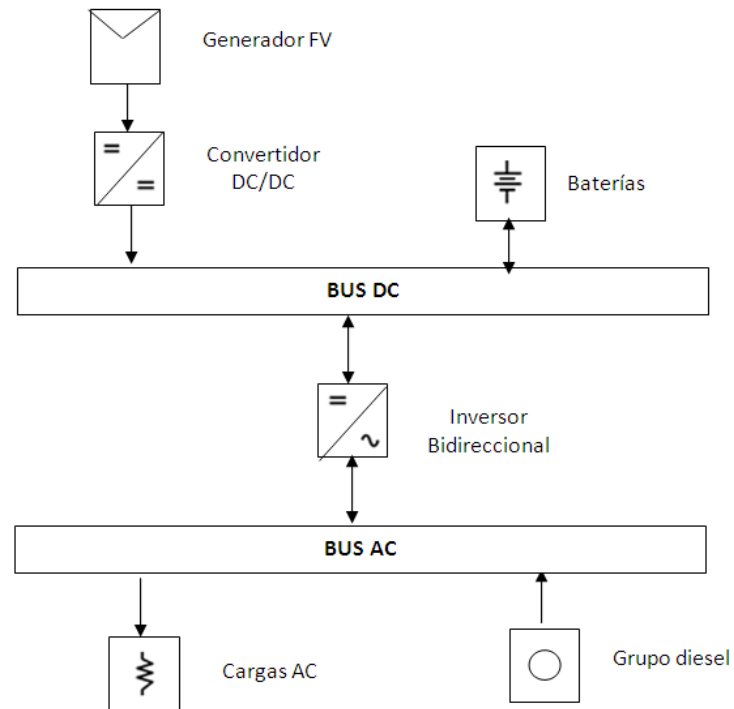 Generador FV
Convertidor
DC/DC
Baterías
BUS DC
Inversor
Bidireccional
BUS AC
Cargas AC
Grupo diesel